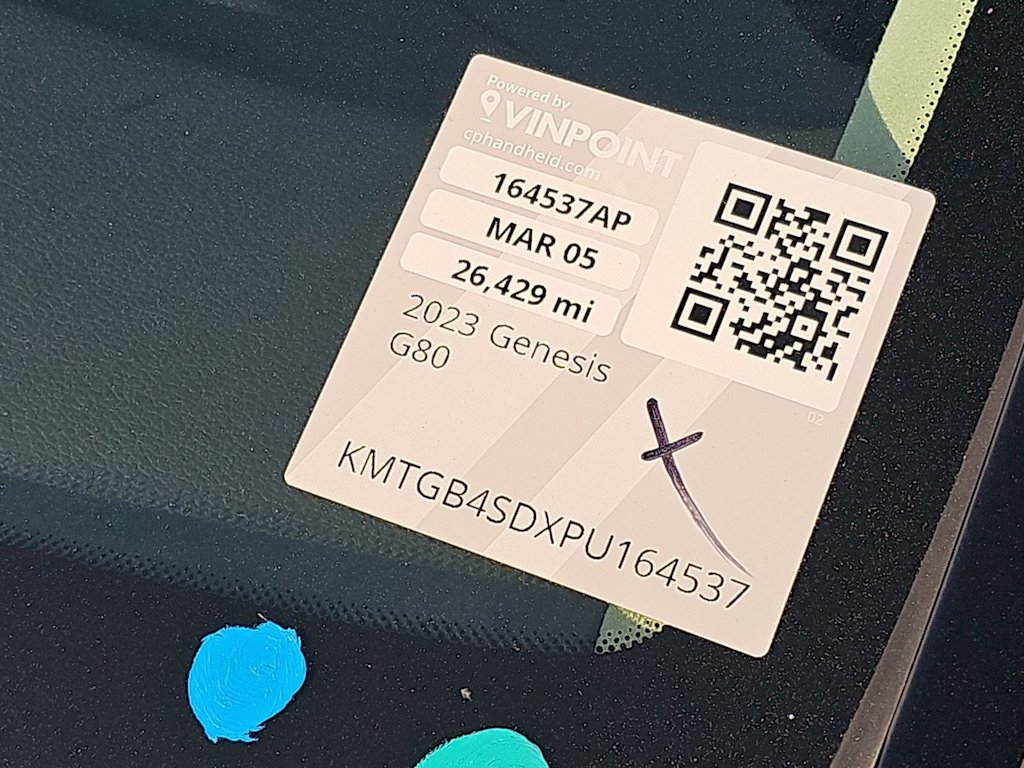 Powered by
VINPOINT
cphandheld.com
164537AP
MAR 05
26,429 mi
2023 Genesis
G80
02
KMTGB4SDXPU164537